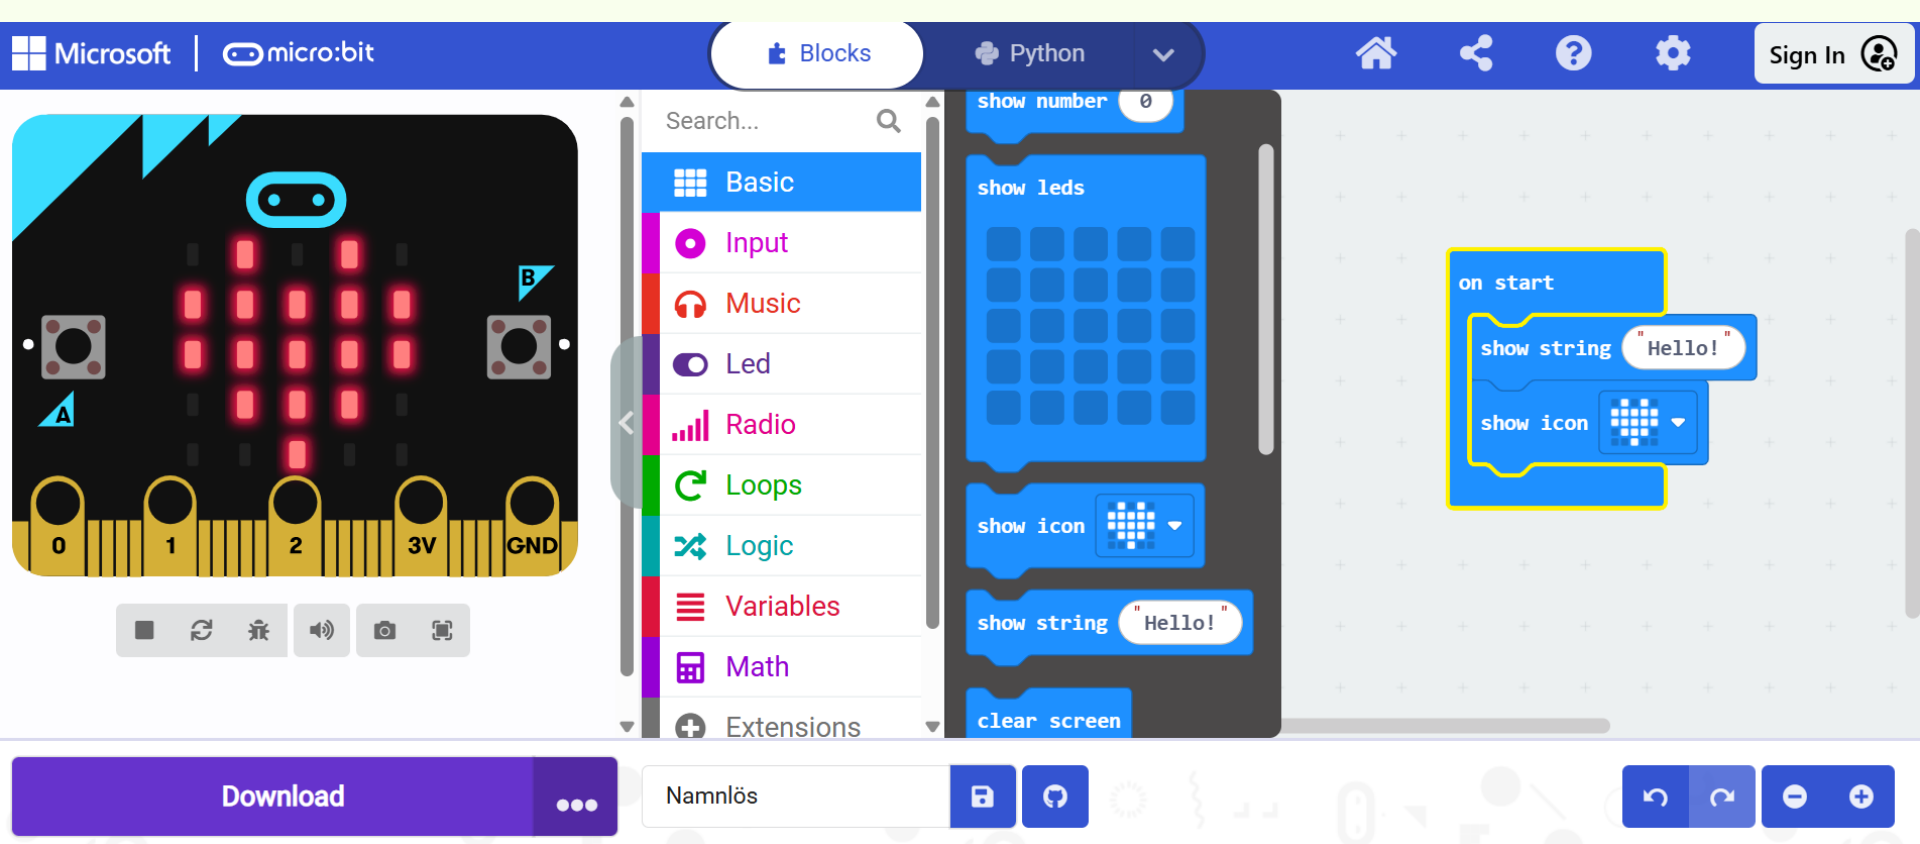 Microsoft | micro:bit
Blocks
Python
Sign In
B
A
0
1
2
3V
GND
Search...
Basic
Input
Music
Led
Radio
Loops
Logic
Variables
Math
Extensions
show number 0
show leds
show icon
show string "Hello!"
clear screen
on start
show string "Hello!"
show icon
Download
Namnlös